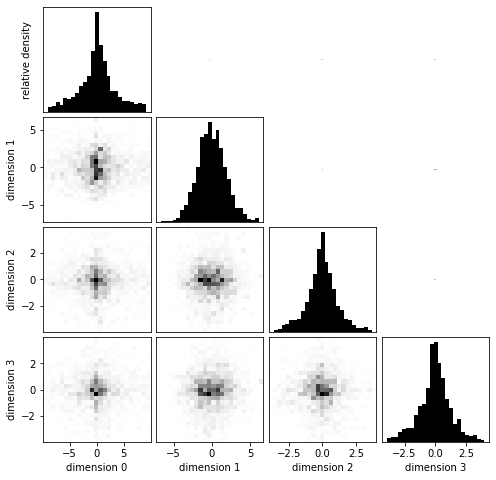 relative density
dimension 1
5
0
−5
dimension 2
2
0
−2
dimension 3
2
0
−2
−5 0 5
−5 0 5
−2.5 0.0 2.5
−2.5 0.0 2.5
dimension 0
dimension 1
dimension 2
dimension 3